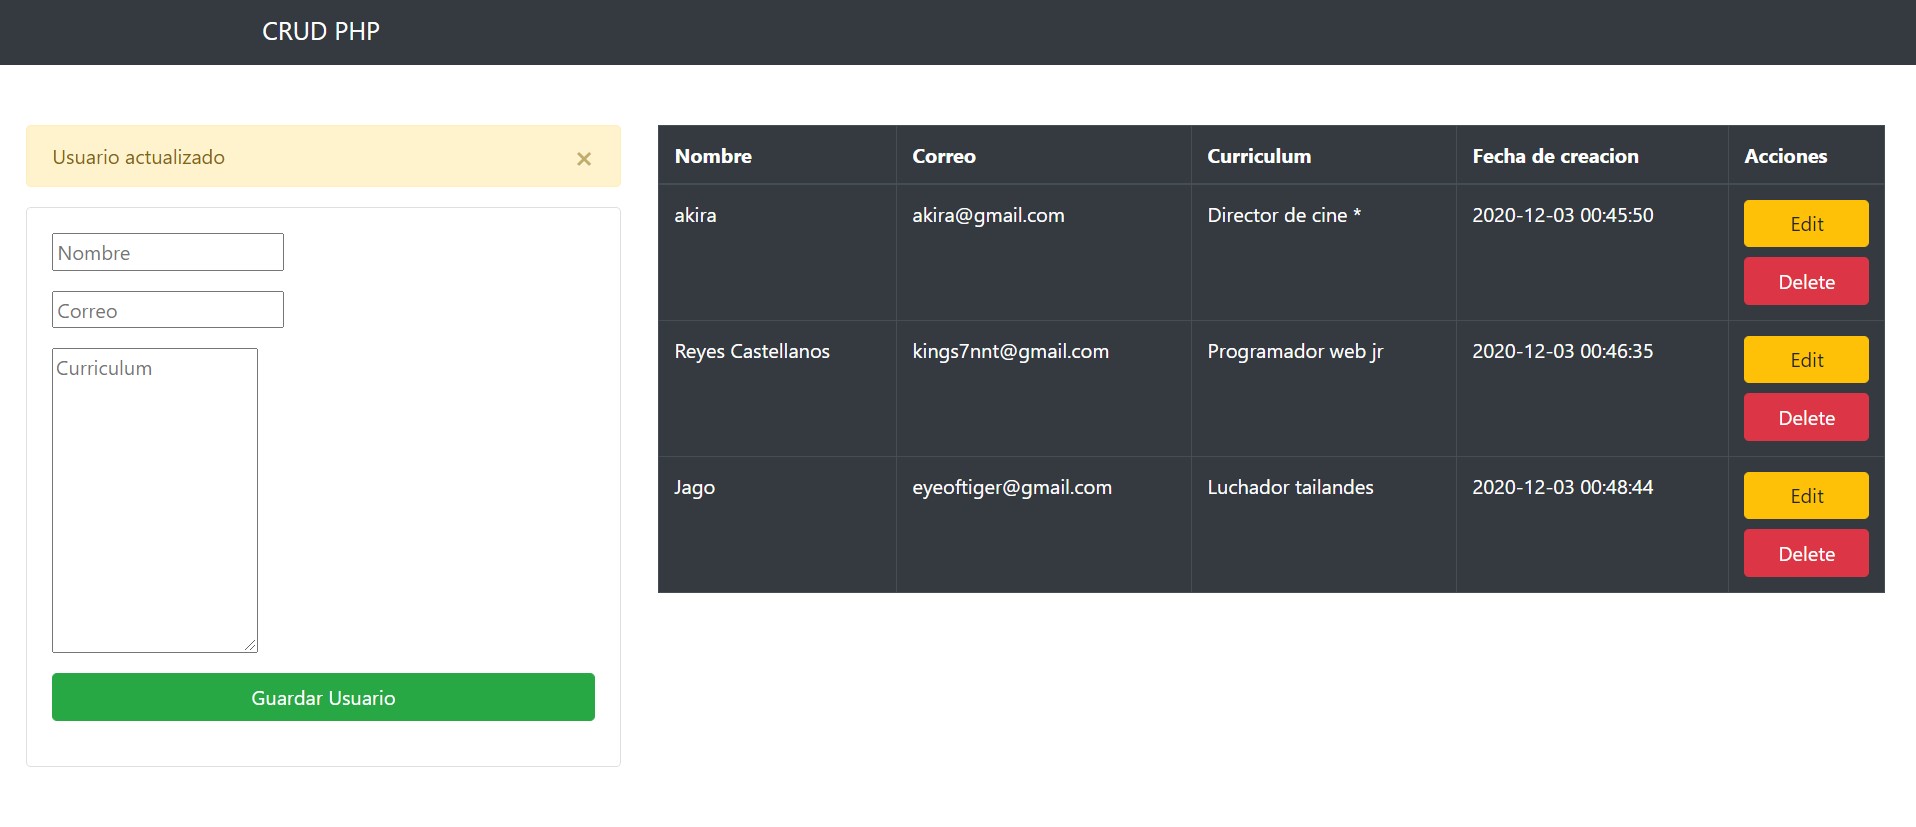 CRUD PHP
Usuario actualizado ×
Nombre
Correo
Curriculum
Guardar Usuario
Nombre Correo Curriculum Fecha de creacion Acciones
akira akira@gmail.com Director de cine * 2020-12-03 00:45:50 Edit
Delete
Reyes Castellanos kings7nnt@gmail.com Programador web jr 2020-12-03 00:46:35 Edit
Delete
Jago eyeoftiger@gmail.com Luchador tailandes 2020-12-03 00:48:44 Edit
Delete